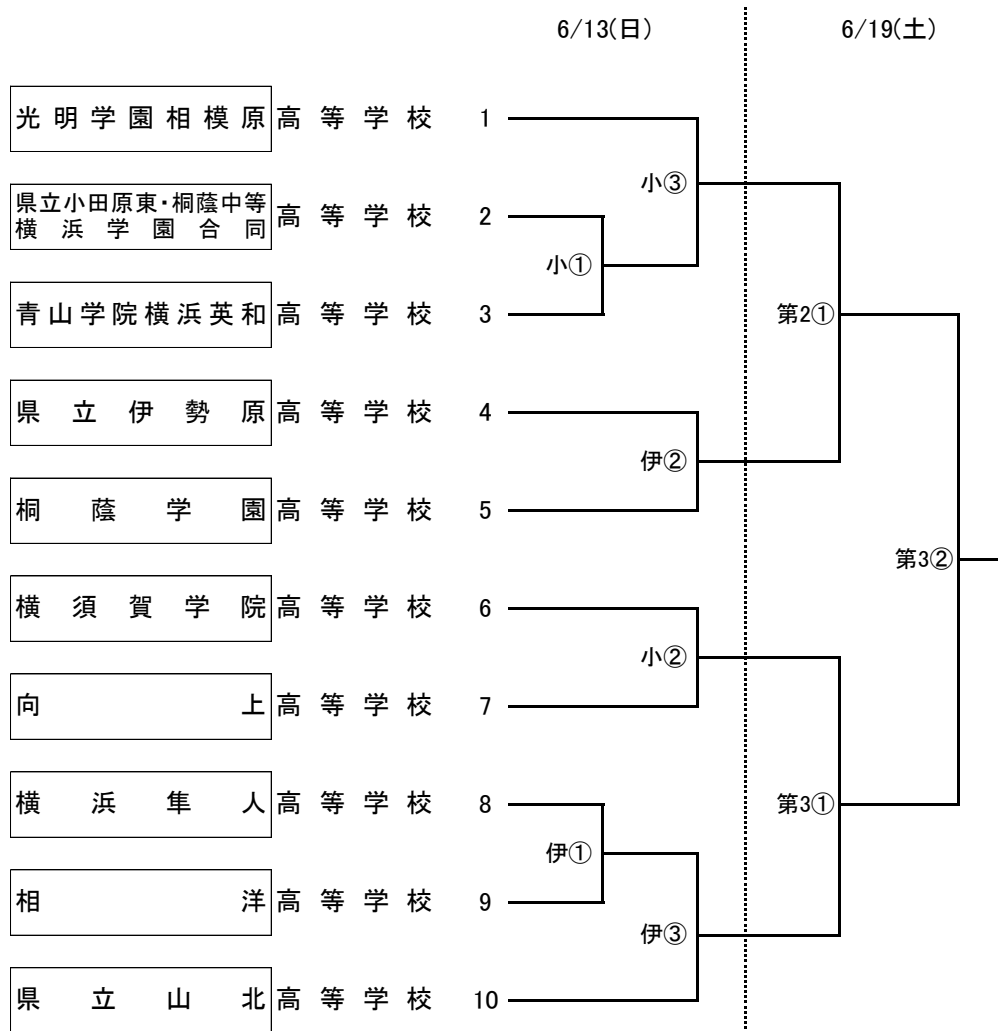 6/13(日) 6/19(土)
光明学園相模原高等学校 1
小③
県立小田原東・桐蔭中等
横浜学園合同
高等学校 2
小①
青山学院横浜英和高等学校 3
第2①
県立伊勢原高等学校 4
伊②
桐蔭学園高等学校 5
第3②
横須賀学院高等学校 6
小②
向上高等学校 7
横浜隼人高等学校 8
第3①
伊①
相洋高等学校 9
伊③
県立山北高等学校 10